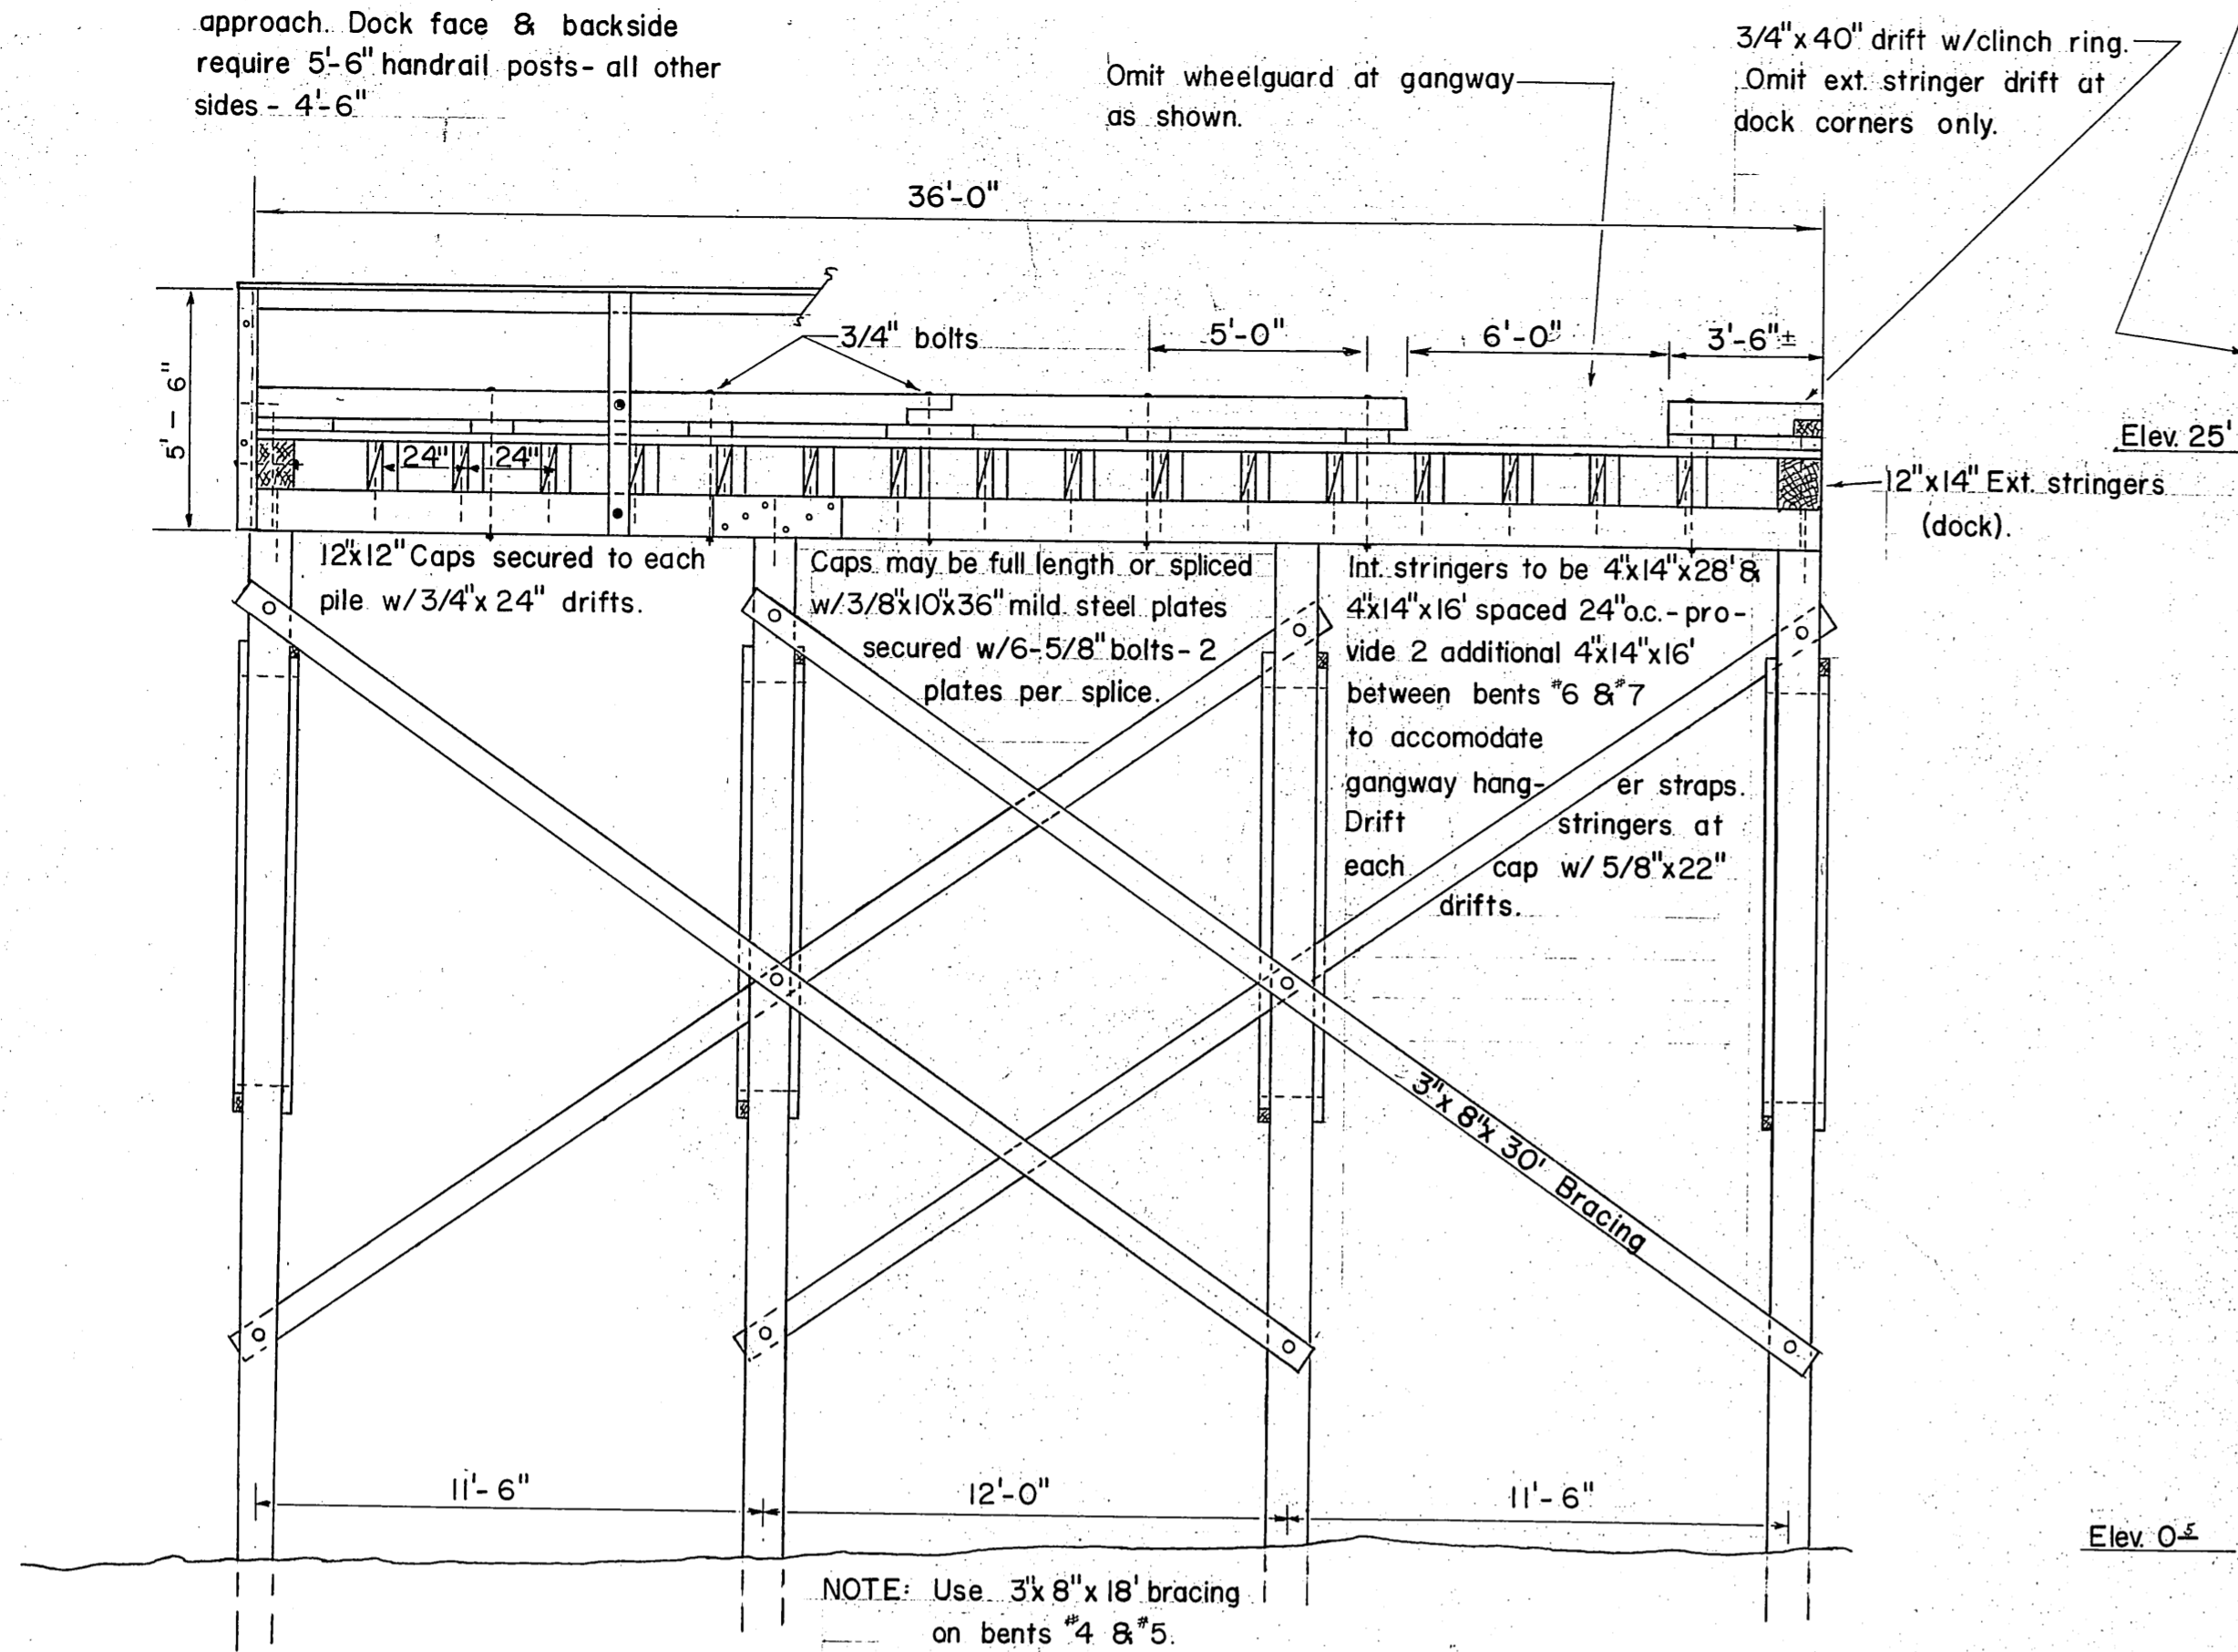 approach. Dock face & backside
require 5'-6" handrail posts- all other
sides - 4'-6"
Omit wheelguard at gangway
as shown.
3/4"x 40" drift w/clinch ring.
Omit ext. stringer drift at
dock corners only.
36'-0"
5'-6"
3/4" bolts
5'-0"
6'-0"
3'-6"±
24"
24"
Elev. 25'
12"x14" Ext. stringers
(dock).
12"x12" Caps secured to each
pile w/3/4"x 24" drifts.
Caps may be full length or spliced
w/3/8"x10"x36" mild steel plates
secured w/6-5/8" bolts- 2
plates per splice.
Int. stringers to be 4"x14"x28' &
4"x14"x16' spaced 24"o.c.-pro-
vide 2 additional 4"x14"x16'
between bents #6 & #7
to accomodate
gangway hang- er straps.
Drift stringers at
each cap w/ 5/8"x22"
drifts.
3"x 8"x 30' Bracing
11'-6"
12'-0"
11'-6"
Elev. 0.5
NOTE: Use 3"x 8"x 18' bracing
on bents #4 & #5.